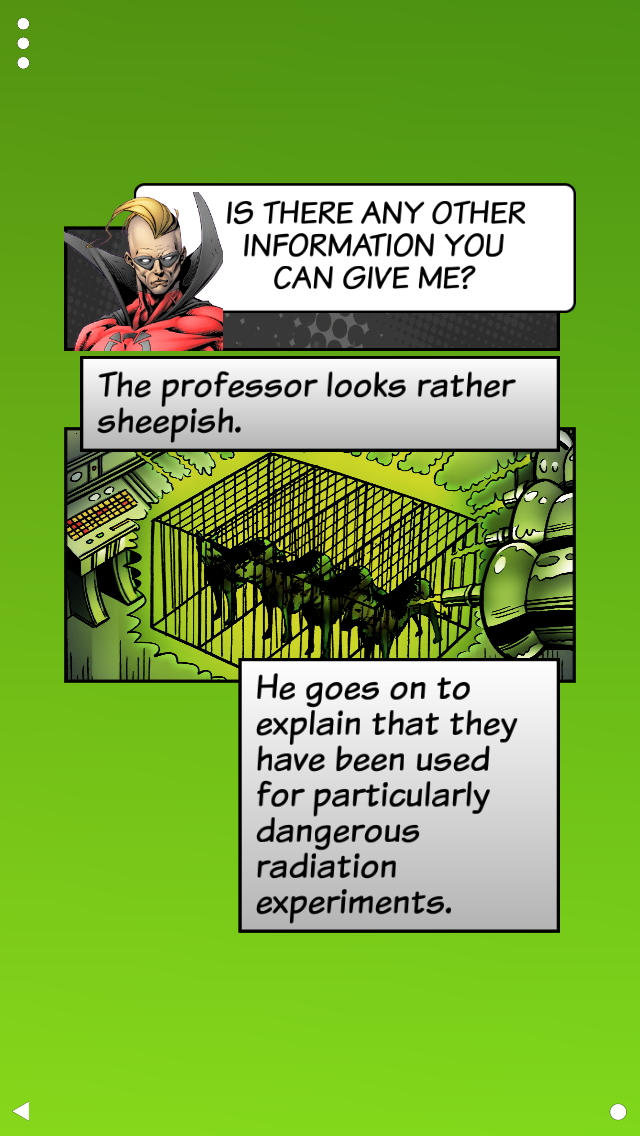 IS THERE ANY OTHER
INFORMATION YOU
CAN GIVE ME?
The professor looks rather
sheepish.
He goes on to
explain that they
have been used
for particularly
dangerous
radiation
experiments.